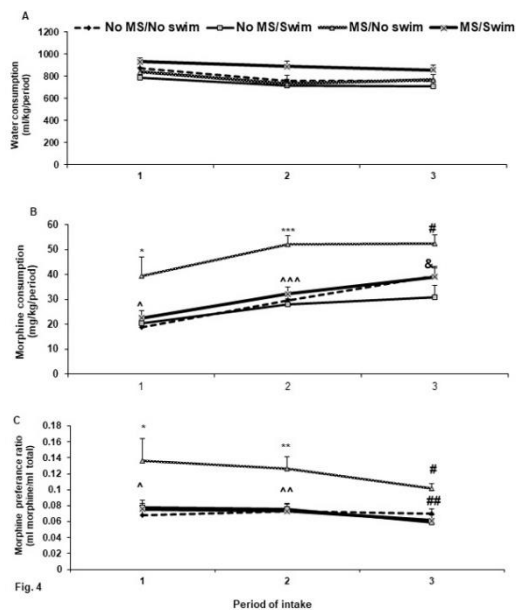 No MS/No swim No MS/Swim MS/No swim MS/Swim
A
Water consumption
(ml/kg/period)
1200
1000
800
600
400
200
0
1 2 3
B
Morphine consumption
(mg/kg/period)
60
50
40
30
20
10
0
* *** #
^ ^^^ &
1 2 3
C
Morphine preferance ratio
(ml morphine/ml total)
0.18
0.16
0.14
0.12
0.1
0.08
0.06
0.04
0.02
0
* ** #
^ ^^ ##
1 2 3
Fig. 4
Period of intake